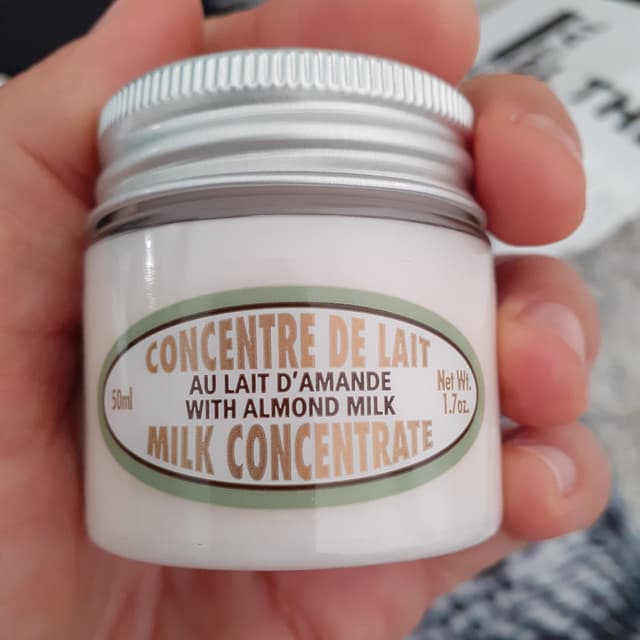 CONCENTRE DE LAIT
AU LAIT D'AMANDE
WITH ALMOND MILK
MILK CONCENTRATE
50ml
Net Wt.
1.7oz.